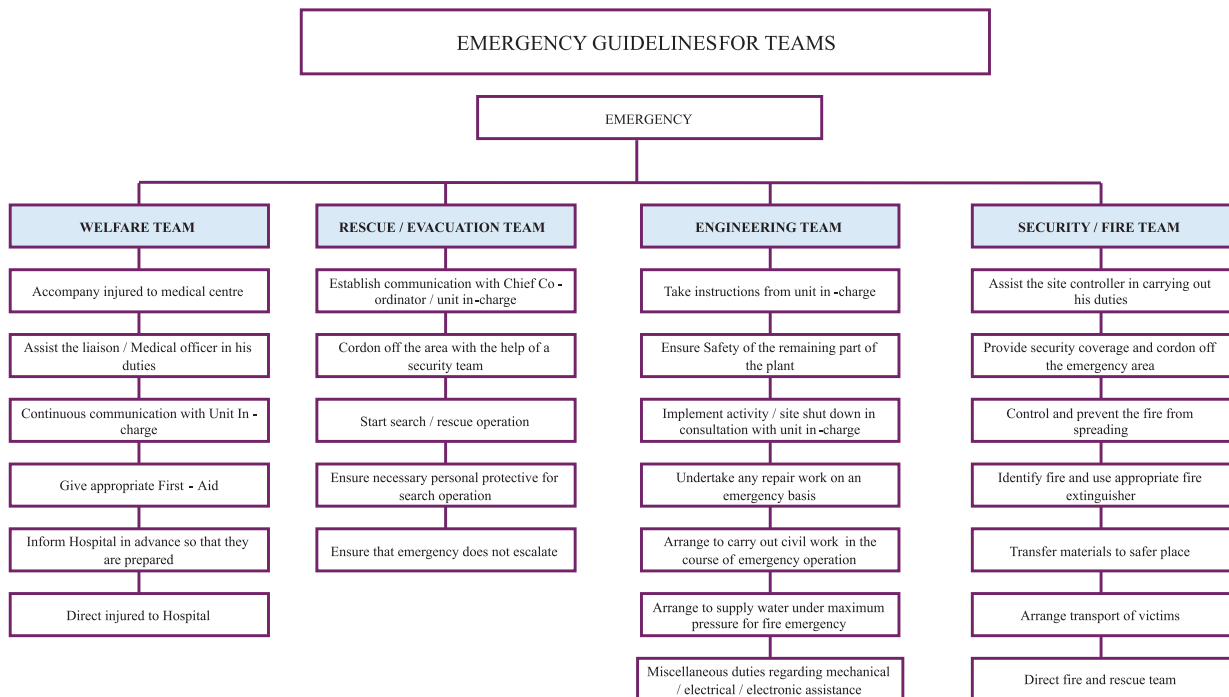 EMERGENCY GUIDELINESFOR TEAMS
EMERGENCY
WELFARE TEAM
Accompany injured to medical centre
Assist the liaison / Medical officer in his
duties
Continuous communication with Unit In -
charge
Give appropriate First - Aid
Inform Hospital in advance so that they
are prepared
Direct injured to Hospital
RESCUE / EVACUATION TEAM
Establish communication with Chief Co -
ordinator / unit in-charge
Cordon off the area with the help of a
security team
Start search / rescue operation
Ensure necessary personal protective for
search operation
Ensure that emergency does not escalate
ENGINEERING TEAM
Take instructions from unit in -charge
Ensure Safety of the remaining part of
the plant
Implement activity / site shut down in
consultation with unit in -charge
Undertake any repair work on an
emergency basis
Arrange to carry out civil work in the
course of emergency operation
Arrange to supply water under maximum
pressure for fire emergency
Miscellaneous duties regarding mechanical
/ electrical / electronic assistance
SECURITY / FIRE TEAM
Assist the site controller in carrying out
his duties
Provide security coverage and cordon off
the emergency area
Control and prevent the fire from
spreading
Identify fire and use appropriate fire
extinguisher
Transfer materials to safer place
Arrange transport of victims
Direct fire and rescue team